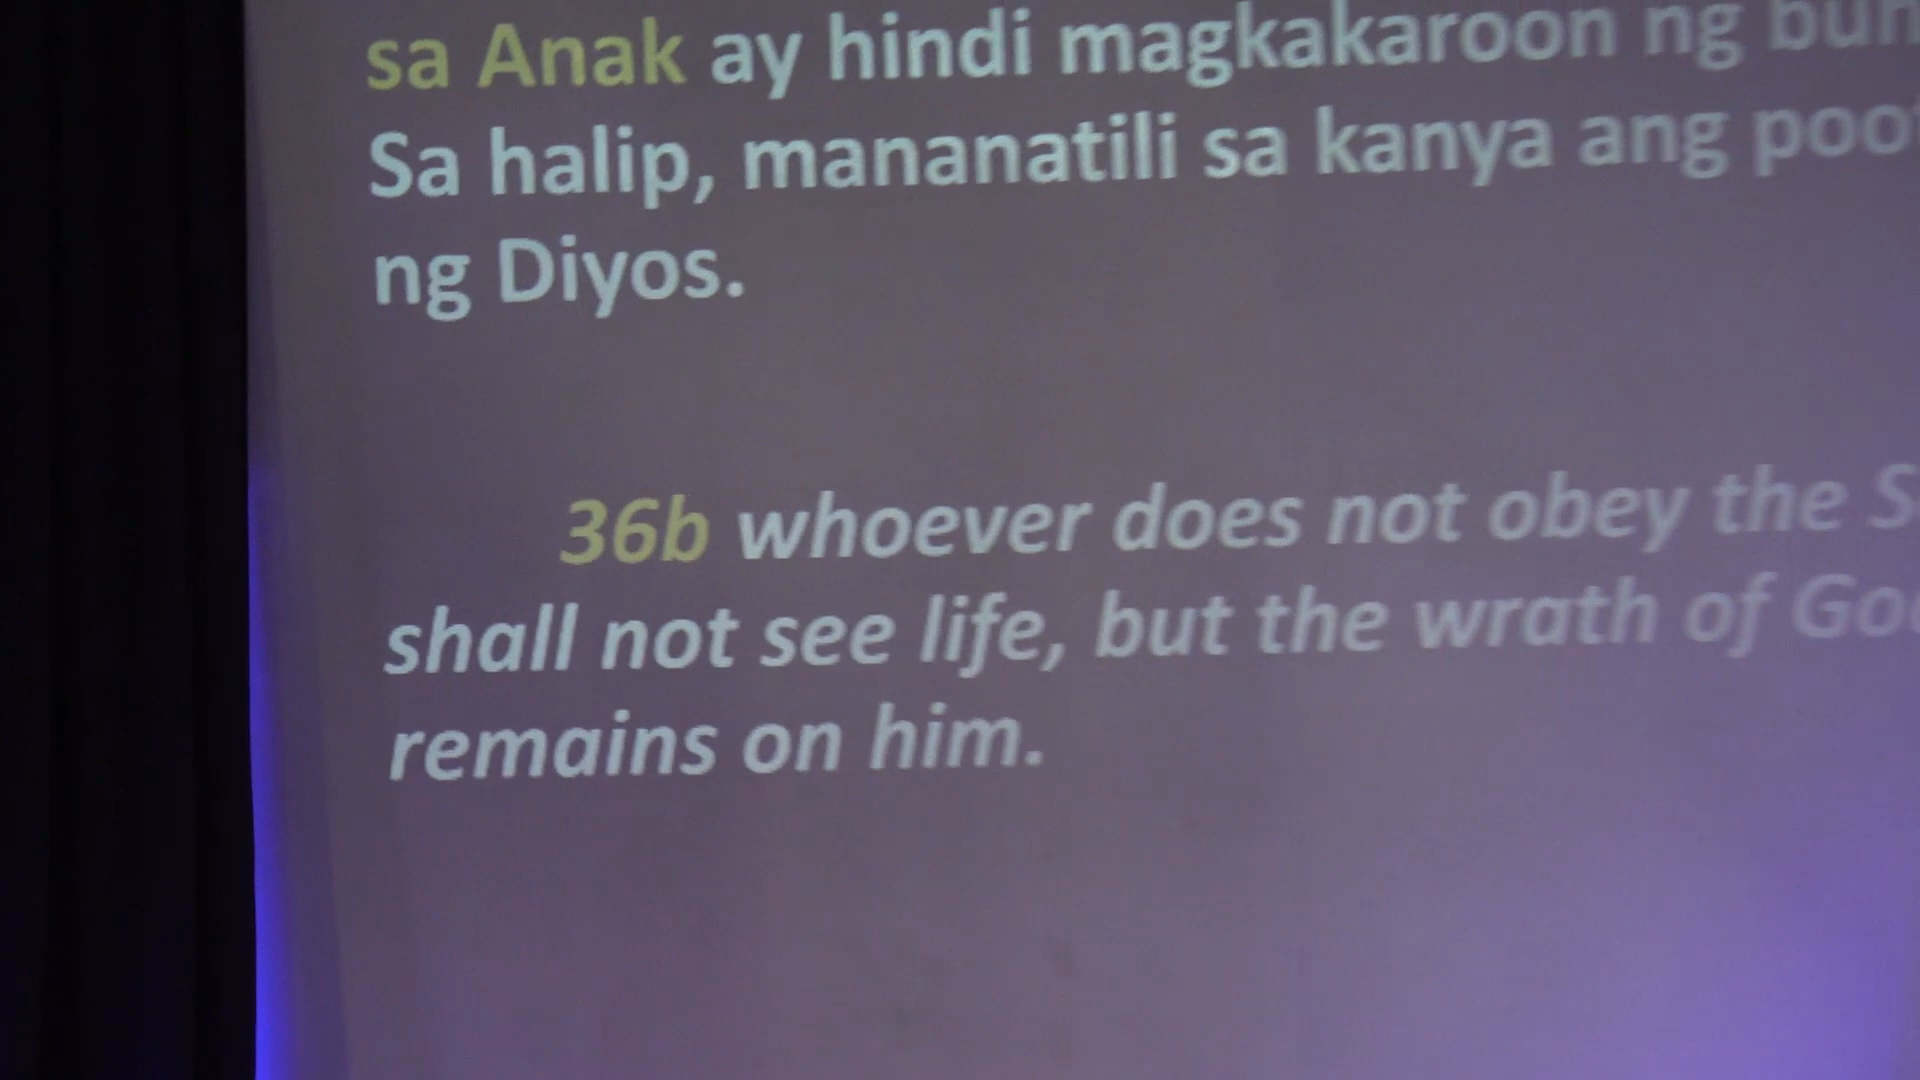 sa Anak ay hindi magkakaroon ng
Sa halip, mananatili sa kanya ang
ng Diyos.
36b whoever does not obey the
shall not see life, but the wrath of
remains on him.